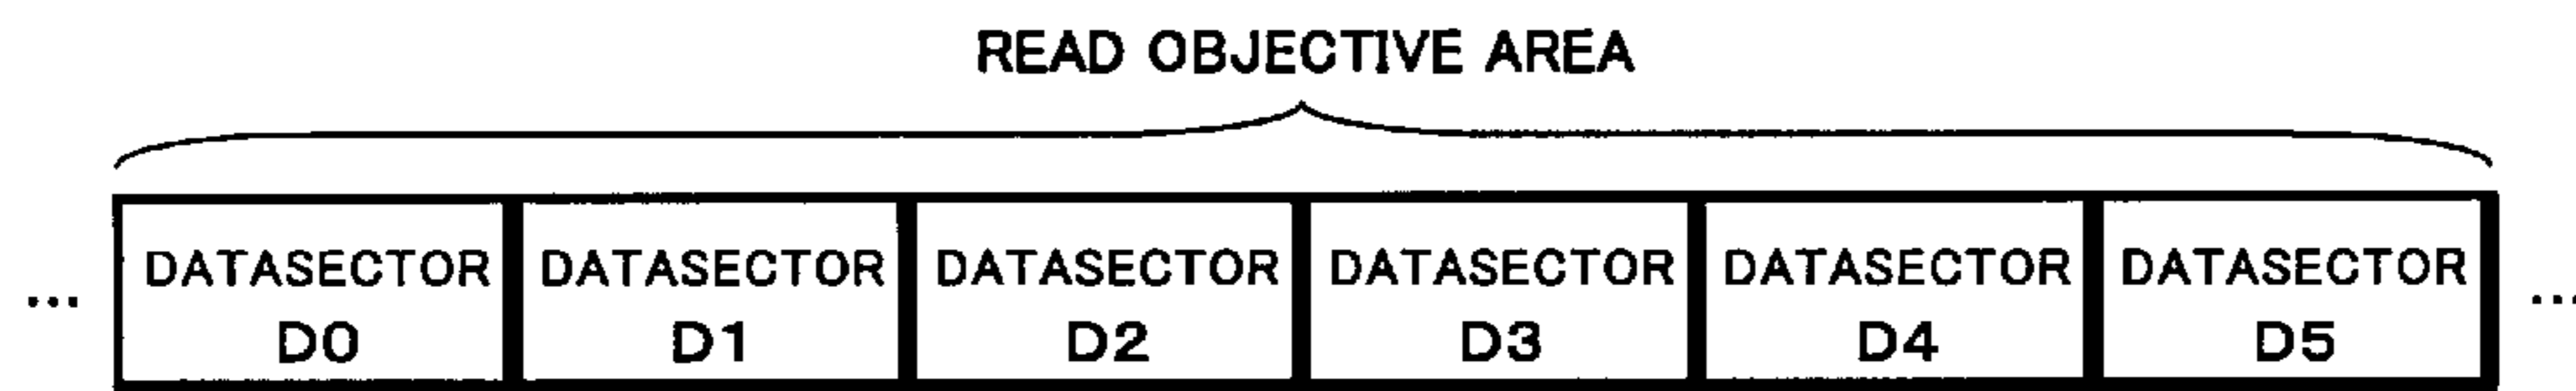 READ OBJECTIVE AREA
... DATASECTOR DATASECTOR DATASECTOR DATASECTOR DATASECTOR DATASECTOR ...
D0 D1 D2 D3 D4 D5